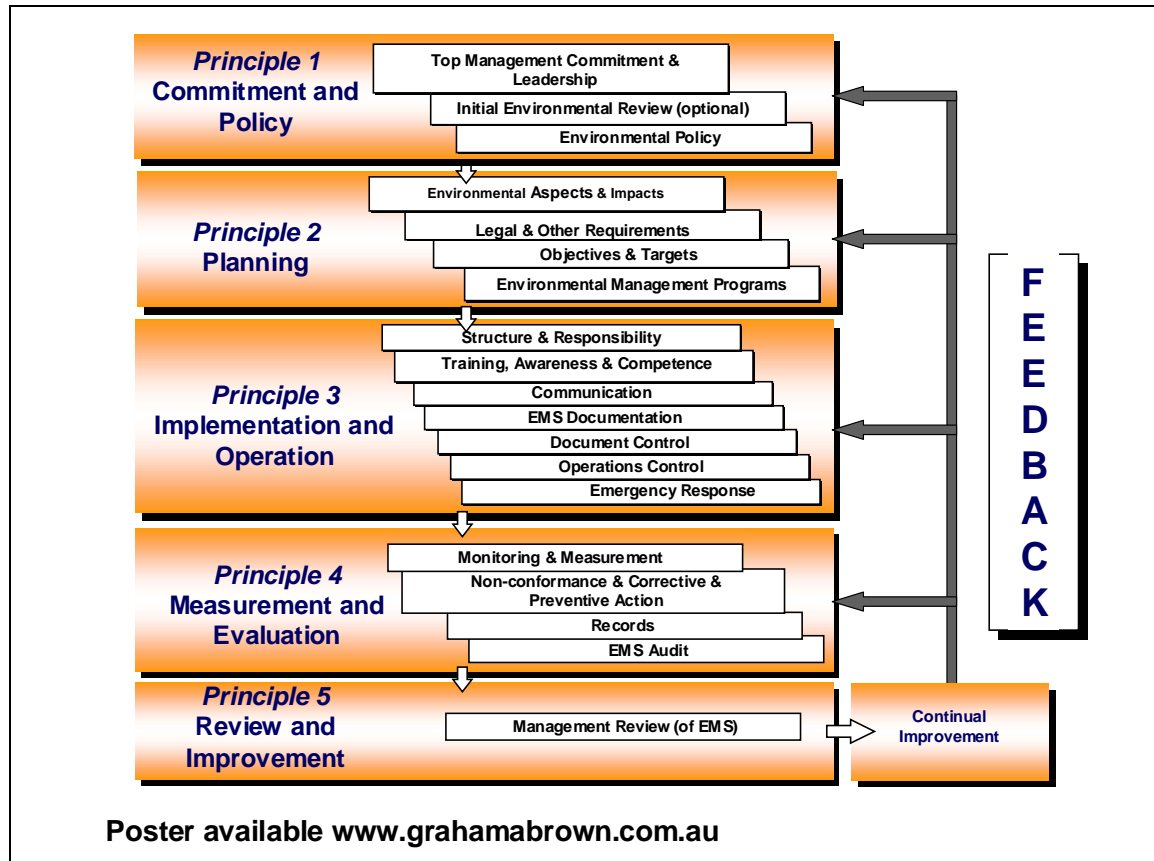 Principle 1
Commitment and
Policy
Top Management Commitment &
Leadership
Initial Environmental Review (optional)
Environmental Policy
Principle 2
Planning
Environmental Aspects & Impacts
Legal & Other Requirements
Objectives & Targets
Environmental Management Programs
Principle 3
Implementation and
Operation
Structure & Responsibility
Training, Awareness & Competence
Communication
EMS Documentation
Document Control
Operations Control
Emergency Response
Principle 4
Measurement and
Evaluation
Monitoring & Measurement
Non-conformance & Corrective &
Preventive Action
Records
EMS Audit
Principle 5
Review and
Improvement
Management Review (of EMS)
Continual
Improvement
F
E
E
D
B
A
C
K
Poster available www.grahamabrown.com.au